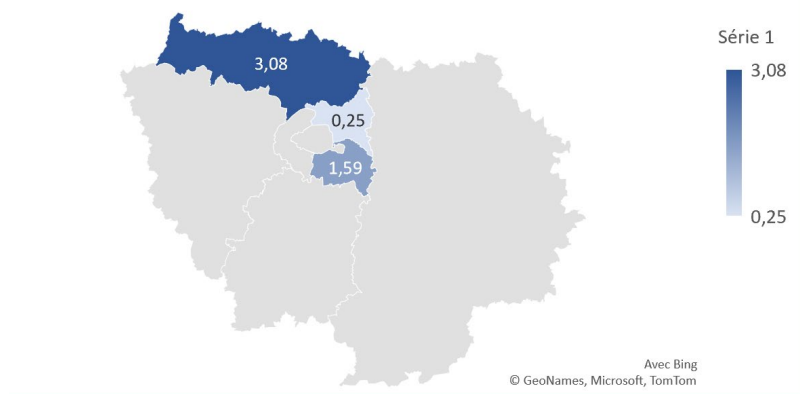 Série 1
3,08
3,08
0,25
1,59
0,25
Avec Bing
© GeoNames, Microsoft, TomTom